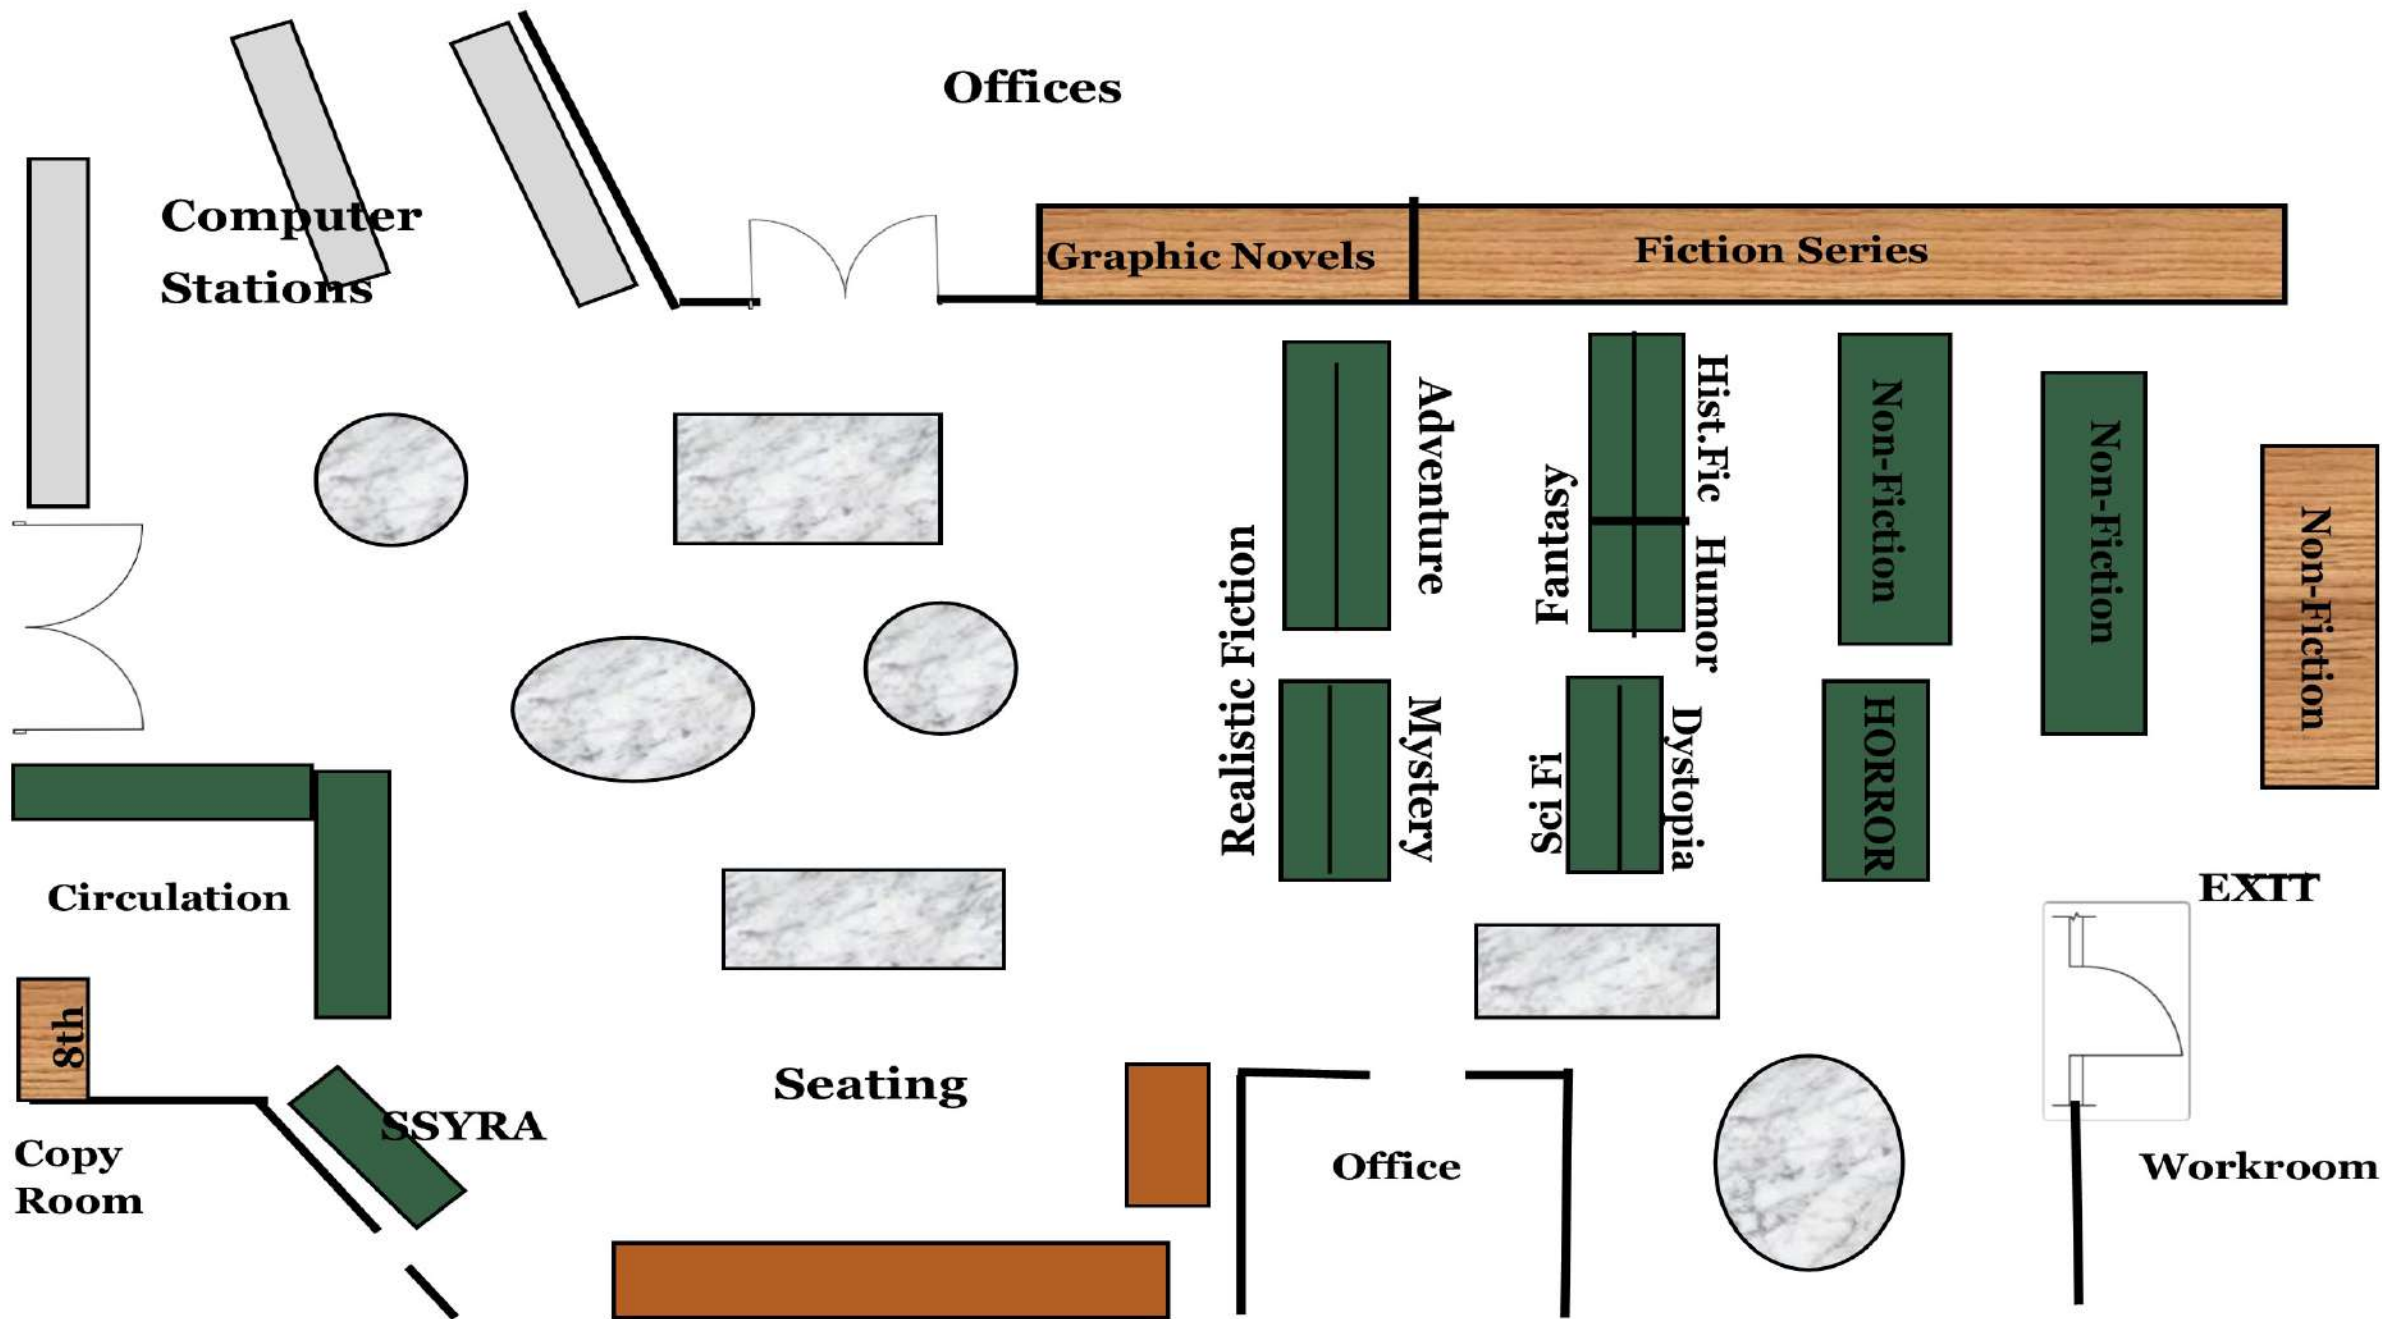 Offices
Computer
Stations
Graphic Novels
Fiction Series
Realistic Fiction
Adventure
Mystery
Fantasy
Hist.Fic
Humor
Sci Fi
Dystopia
Non-Fiction
HORROR
Non-Fiction
Non-Fiction
Circulation
8th
EXIT
Seating
SSYRA
Copy
Room
Office
Workroom